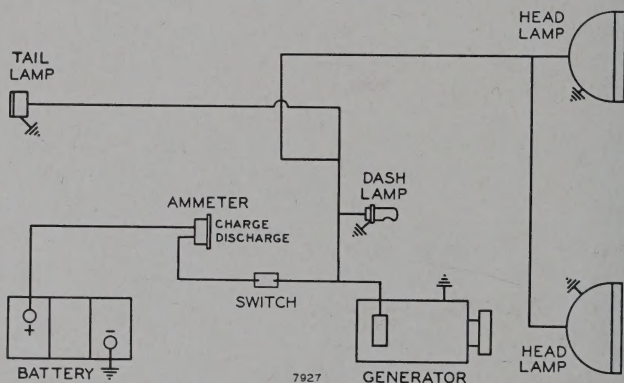 HEAD
LAMP
TAIL
LAMP
DASH
LAMP
AMMETER
CHARGE
DISCHARGE
SWITCH
+
-
BATTERY
7927
GENERATOR
HEAD
LAMP